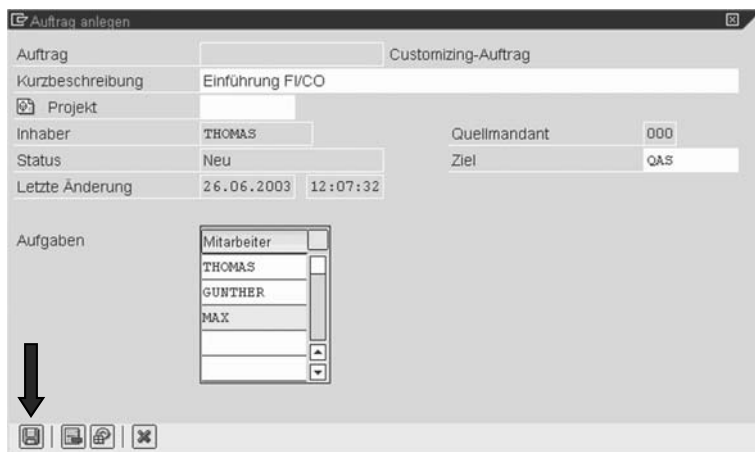 Auftrag anlegen
Auftrag Customizing-Auftrag
Kurzbeschreibung Einführung FI/CO
Projekt
Inhaber THOMAS Quellmandant 000
Status Neu Ziel QAS
Letzte Änderung 26.06.2003 12:07:32
Aufgaben Mitarbeiter
THOMAS
GUNTHER
MAX